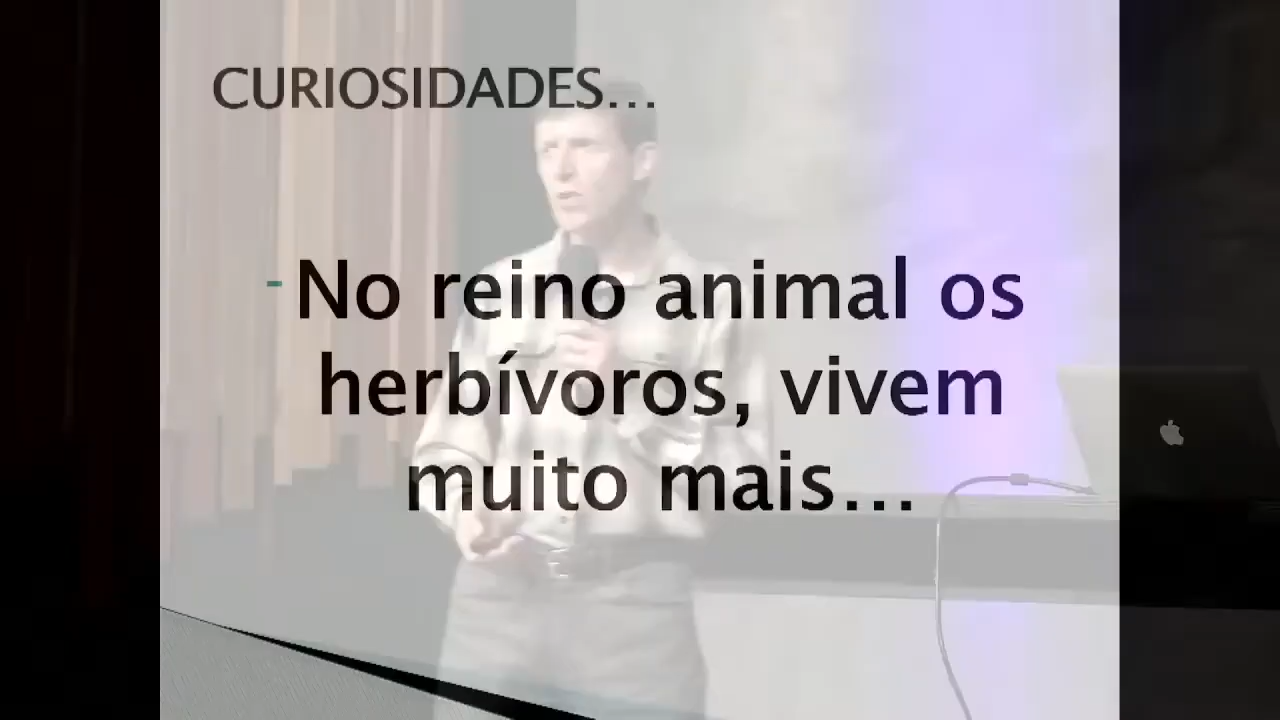 CURIOSIDADES...
- No reino animal os
herbívoros, vivem
muito mais...